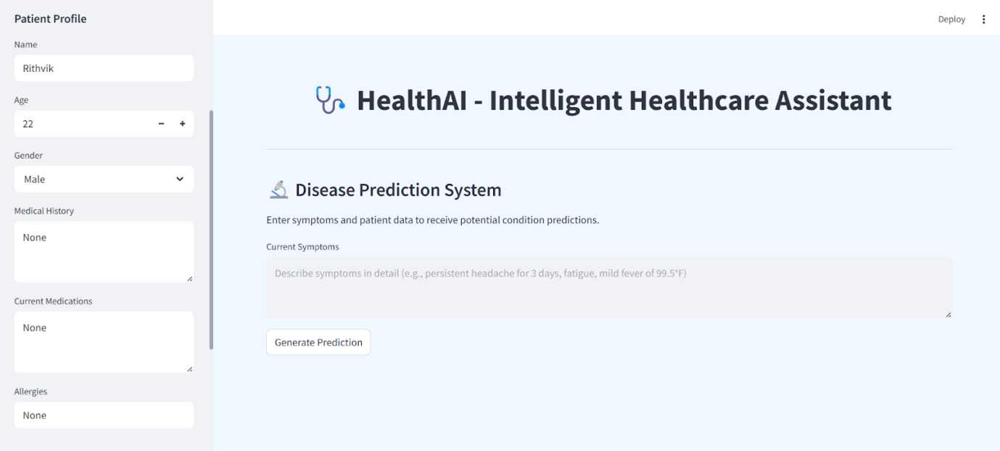 Patient Profile
Name
Rithvik
Age
22
Gender
Male
Medical History
None
Current Medications
None
Allergies
None
Deploy
HealthAI - Intelligent Healthcare Assistant
Disease Prediction System
Enter symptoms and patient data to receive potential condition predictions.
Current Symptoms
Describe symptoms in detail (e.g., persistent headache for 3 days, fatigue, mild fever of 99.5°F)
Generate Prediction